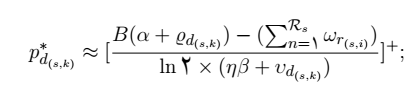 $p^{*}_{d_{(s,k)}} \approx [\frac{B(\alpha + \varrho_{d_{(s,k)}}) - (\sum_{n=۱}^{\mathcal{R}_s} \omega_{r_{(s,i)}})}{\ln ۲ \times (\eta\beta + \upsilon_{d_{(s,k)}})}]^{+};$